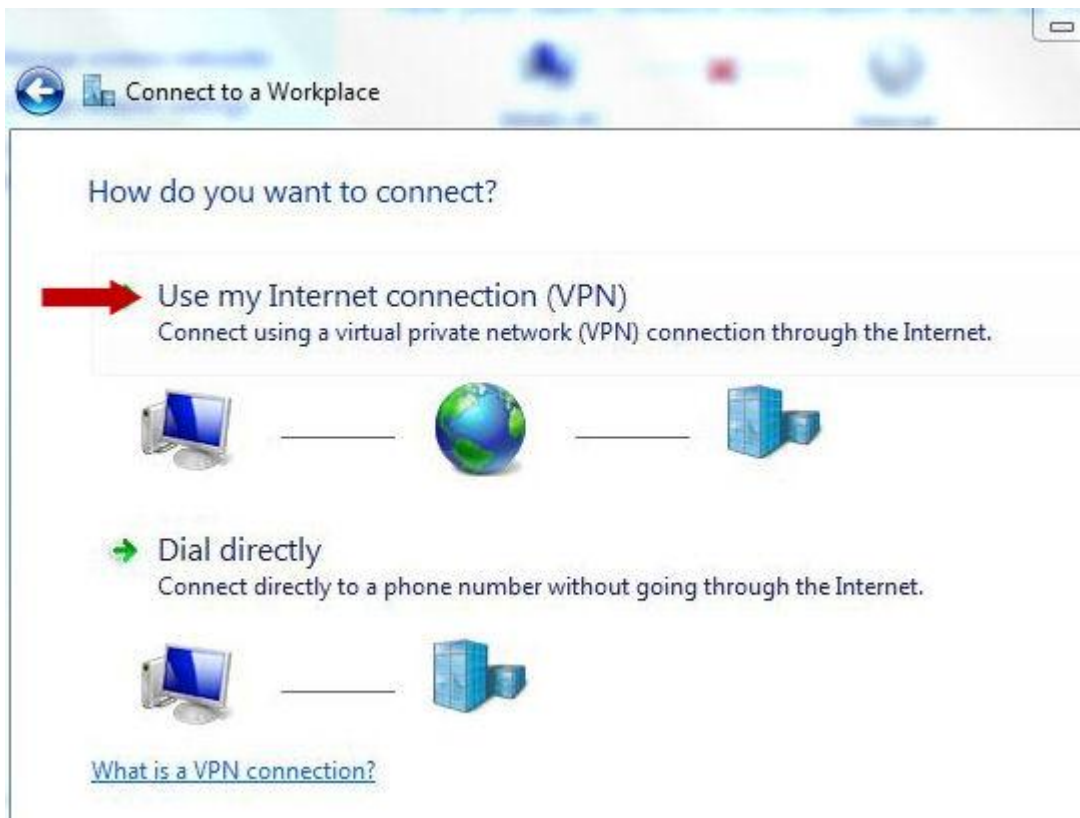 Connect to a Workplace
How do you want to connect?
Use my Internet connection (VPN)
Connect using a virtual private network (VPN) connection through the Internet.
Dial directly
Connect directly to a phone number without going through the Internet.
What is a VPN connection?